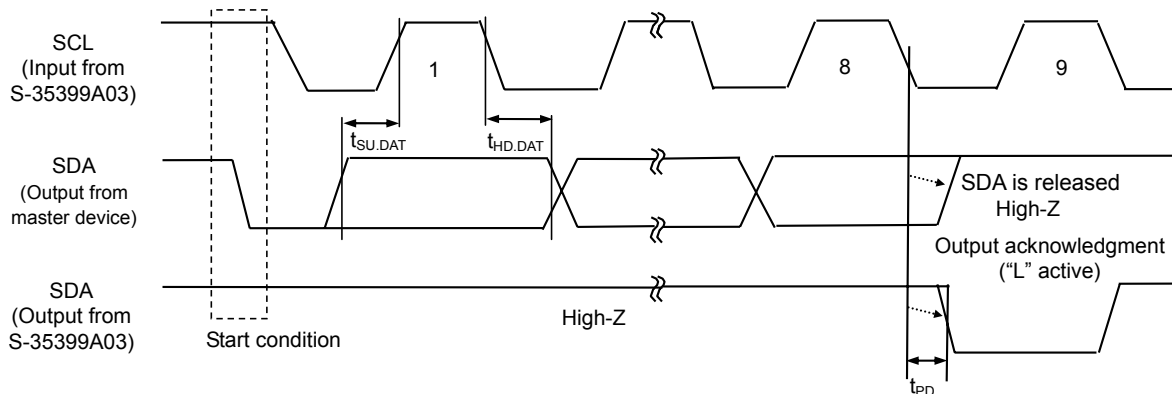 SCL
(Input from
S-35399A03)
1
8
9
tSU.DAT
tHD.DAT
SDA
(Output from
master device)
SDA is released
High-Z
Output acknowledgment
("L" active)
SDA
(Output from
S-35399A03)
Start condition
High-Z
tPD